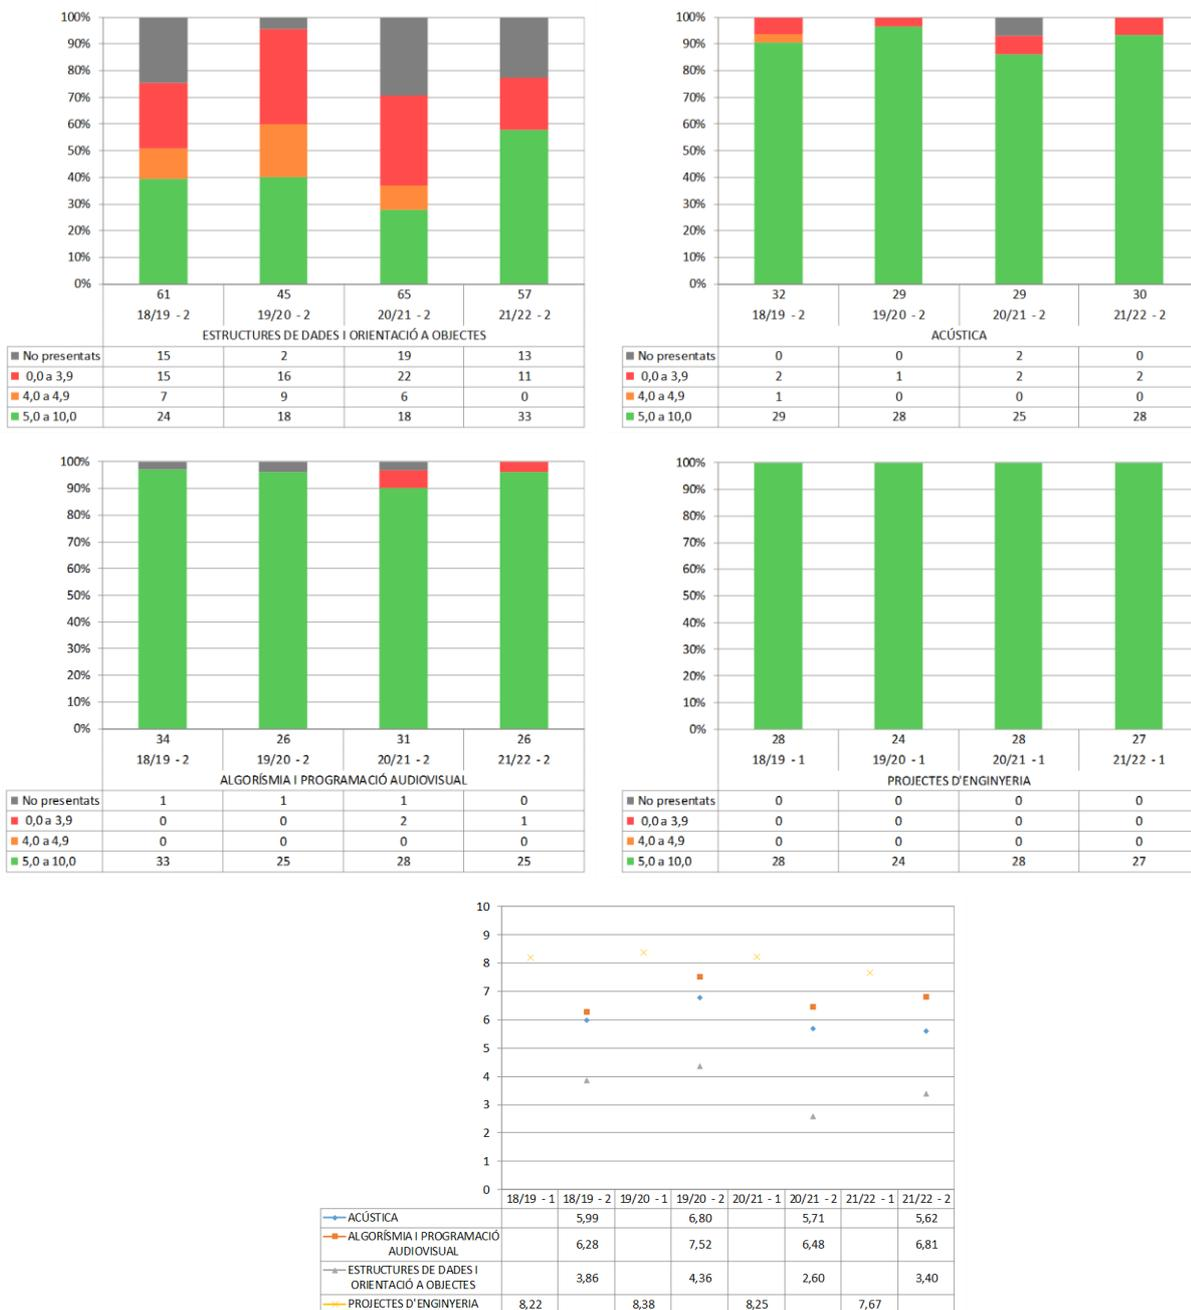 100%
90%
80%
70%
60%
50%
40%
30%
20%
10%
0%
61 45 65 57
18/19 - 2 19/20 - 2 20/21 - 2 21/22 - 2
ESTRUCTURES DE DADES I ORIENTACIÓ A OBJECTES
No presentats 15 2 19 13
0,0 a 3,9 15 16 22 11
4,0 a 4,9 7 9 6 0
5,0 a 10,0 24 18 18 33
100%
90%
80%
70%
60%
50%
40%
30%
20%
10%
0%
32 29 29 30
18/19 - 2 19/20 - 2 20/21 - 2 21/22 - 2
ACÚSTICA
No presentats 0 0 2 0
0,0 a 3,9 2 1 2 2
4,0 a 4,9 1 0 0 0
5,0 a 10,0 29 28 25 28
100%
90%
80%
70%
60%
50%
40%
30%
20%
10%
0%
34 26 31 26
18/19 - 2 19/20 - 2 20/21 - 2 21/22 - 2
ALGORÍSMIA I PROGRAMACIÓ AUDIOVISUAL
No presentats 1 1 1 0
0,0 a 3,9 0 0 2 1
4,0 a 4,9 0 0 0 0
5,0 a 10,0 33 25 28 25
100%
90%
80%
70%
60%
50%
40%
30%
20%
10%
0%
28 24 28 27
18/19 - 1 19/20 - 1 20/21 - 1 21/22 - 1
PROJECTES D'ENGINYERIA
No presentats 0 0 0 0
0,0 a 3,9 0 0 0 0
4,0 a 4,9 0 0 0 0
5,0 a 10,0 28 24 28 27
10
9
8
7
6
5
4
3
2
1
0
18/19 - 1 18/19 - 2 19/20 - 1 19/20 - 2 20/21 - 1 20/21 - 2 21/22 - 1 21/22 - 2
ACÚSTICA 5,99 6,80 5,71 5,62
ALGORÍSMIA I PROGRAMACIÓ
AUDIOVISUAL 6,28 7,52 6,48 6,81
ESTRUCTURES DE DADES I
ORIENTACIÓ A OBJECTES 3,86 4,36 2,60 3,40
PROJECTES D'ENGINYERIA 8,22 8,38 8,25 7,67